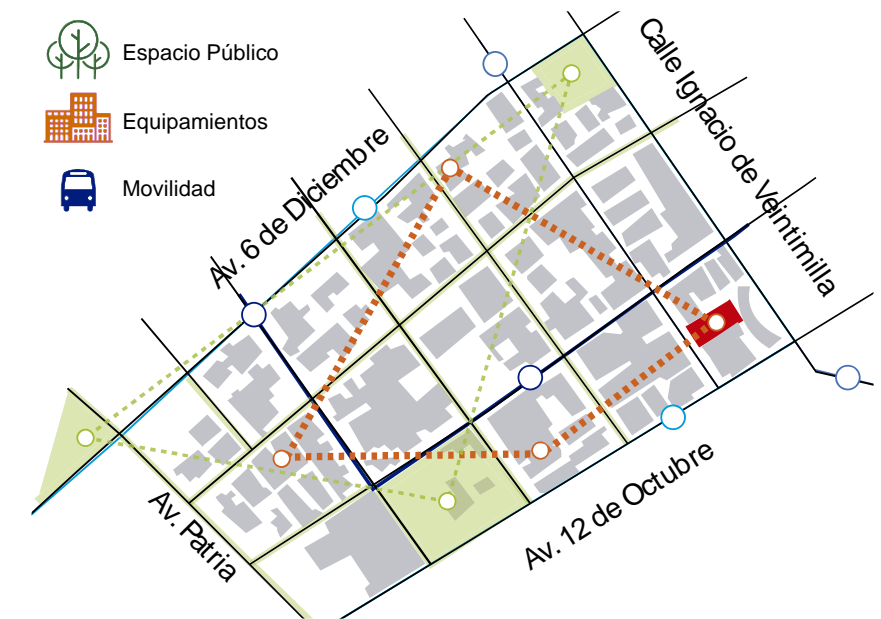 Espacio Público
Equipamientos
Movilidad
Av. 6 de Diciembre
Calle Ignacio de Veintimilla
Av. Patria
Av. 12 de Octubre